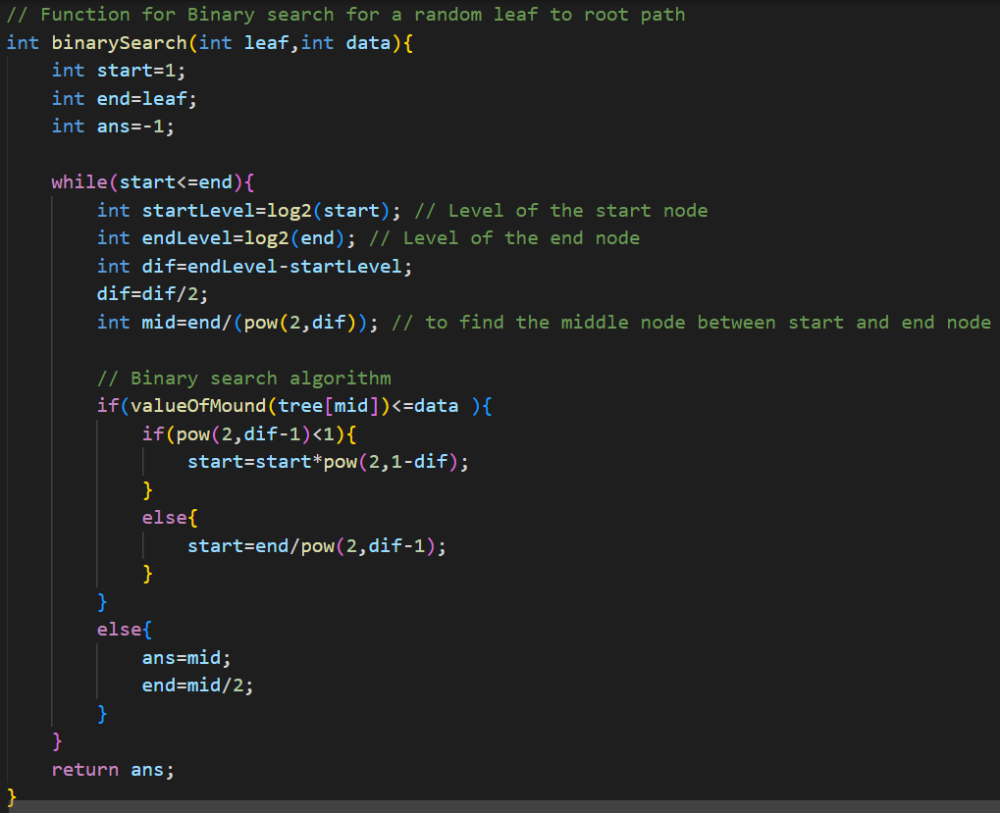 // Function for Binary search for a random leaf to root path
int binarySearch(int leaf,int data){
    int start=1;
    int end=leaf;
    int ans=-1;

    while(start<=end){
        int startLevel=log2(start); // Level of the start node
        int endLevel=log2(end); // Level of the end node
        int dif=endLevel-startLevel;
        dif=dif/2;
        int mid=end/(pow(2,dif)); // to find the middle node between start and end node

        // Binary search algorithm
        if(valueOfMound(tree[mid])<=data ){
            if(pow(2,dif-1)<1){
                start=start*pow(2,1-dif);
            }
            else{
                start=end/pow(2,dif-1);
            }
        }
        else{
            ans=mid;
            end=mid/2;
        }
    }
    return ans;
}